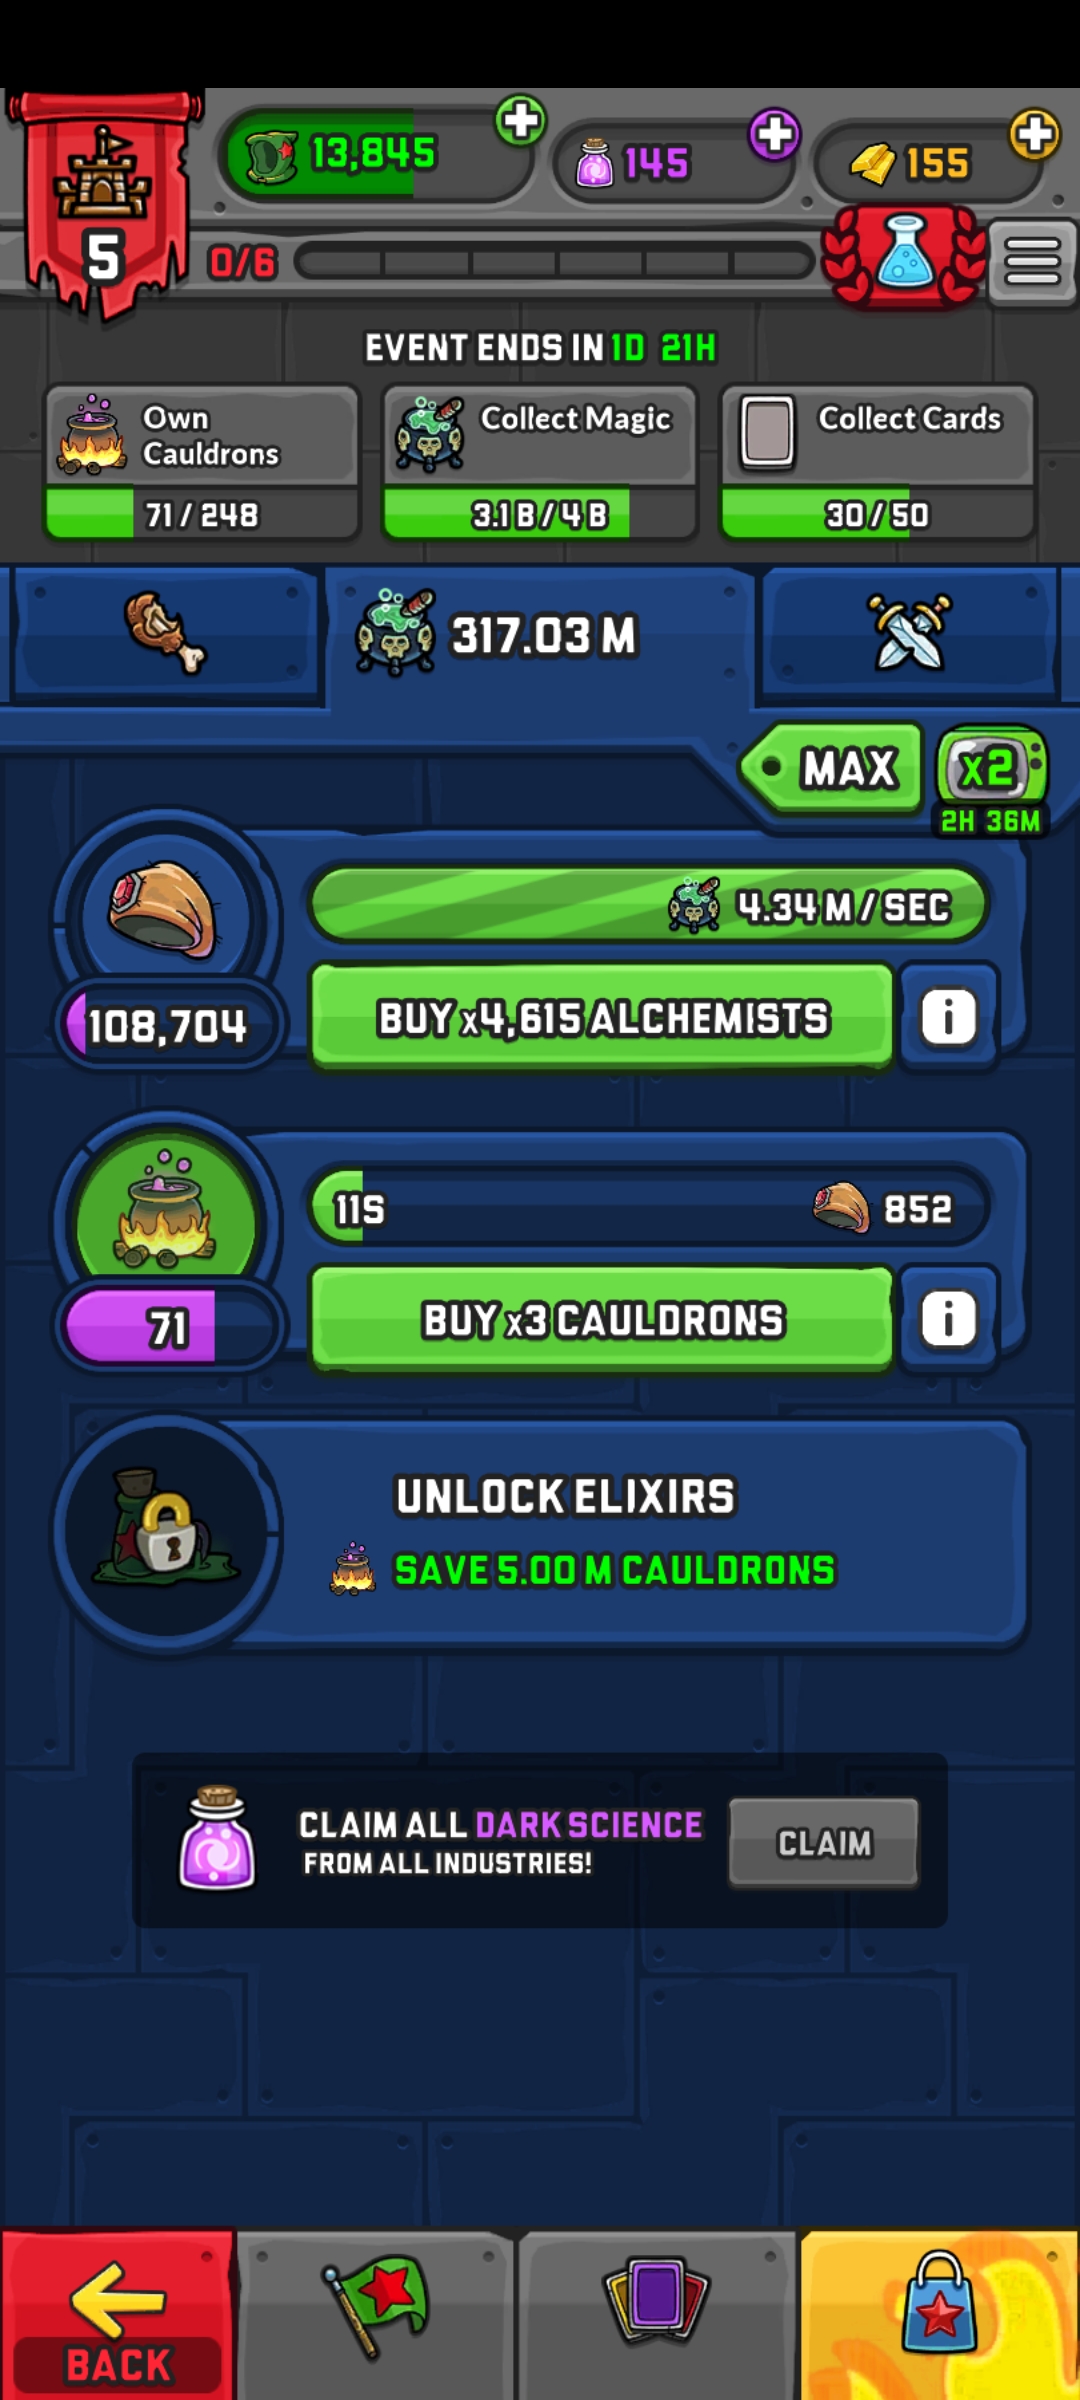 13,845
145
155
5
0/6
EVENT ENDS IN 1D 21H
Own
Cauldrons
71 / 248
Collect Magic
3.1 B / 4 B
Collect Cards
30 / 50
317.03 M
MAX
x2
2H 36M
4.34 M / SEC
108,704
BUY x4,615 ALCHEMISTS
i
11S
852
71
BUY x3 CAULDRONS
i
UNLOCK ELIXIRS
SAVE 5.00 M CAULDRONS
CLAIM ALL DARK SCIENCE
FROM ALL INDUSTRIES!
CLAIM
BACK